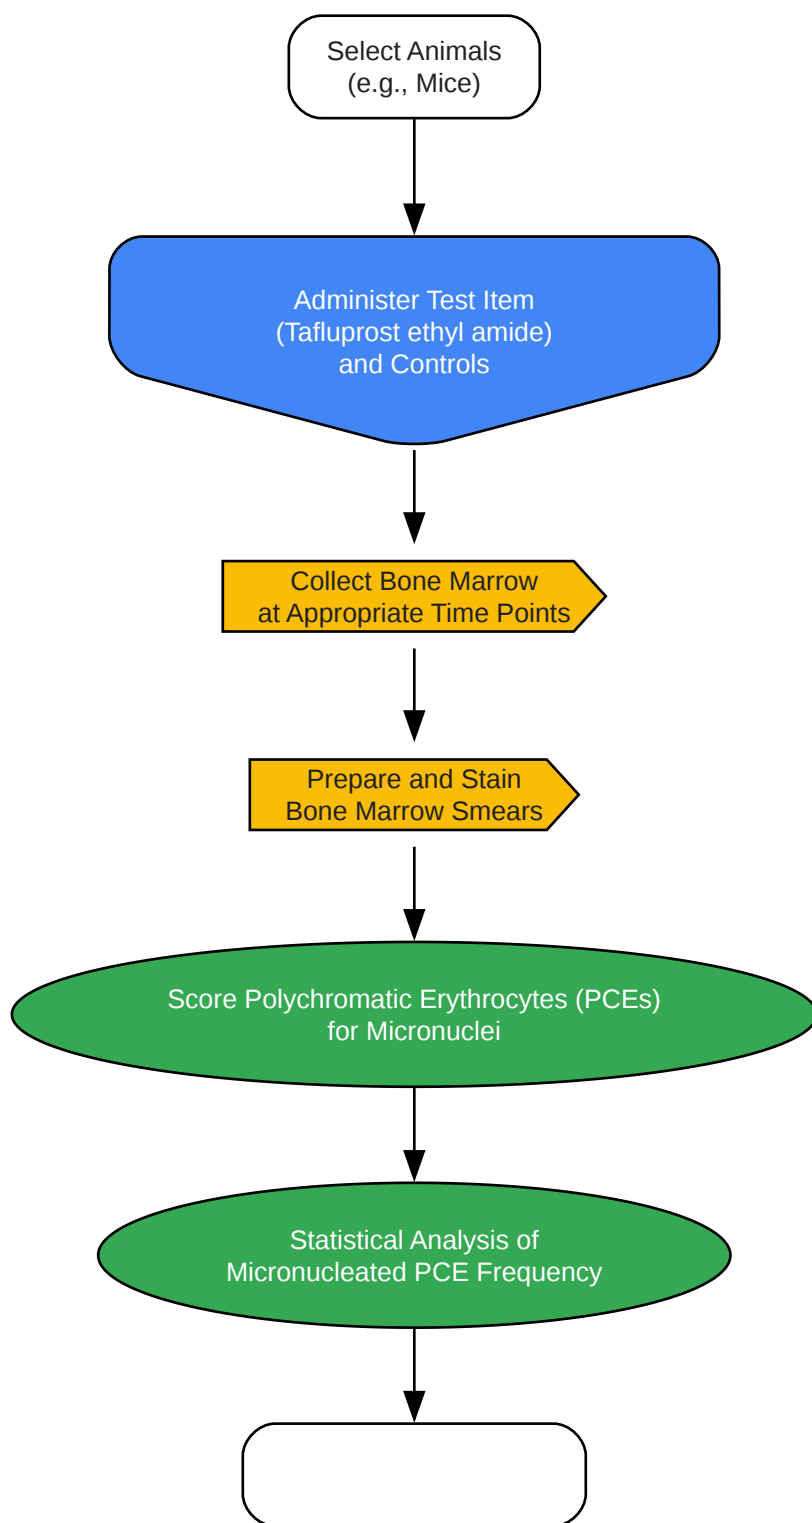 Select Animals
(e.g., Mice)
Administer Test Item
(Tafluprost ethyl amide)
and Controls
Collect Bone Marrow
at Appropriate Time Points
Prepare and Stain
Bone Marrow Smears
Score Polychromatic Erythrocytes (PCEs)
for Micronuclei
Statistical Analysis of
Micronucleated PCE Frequency